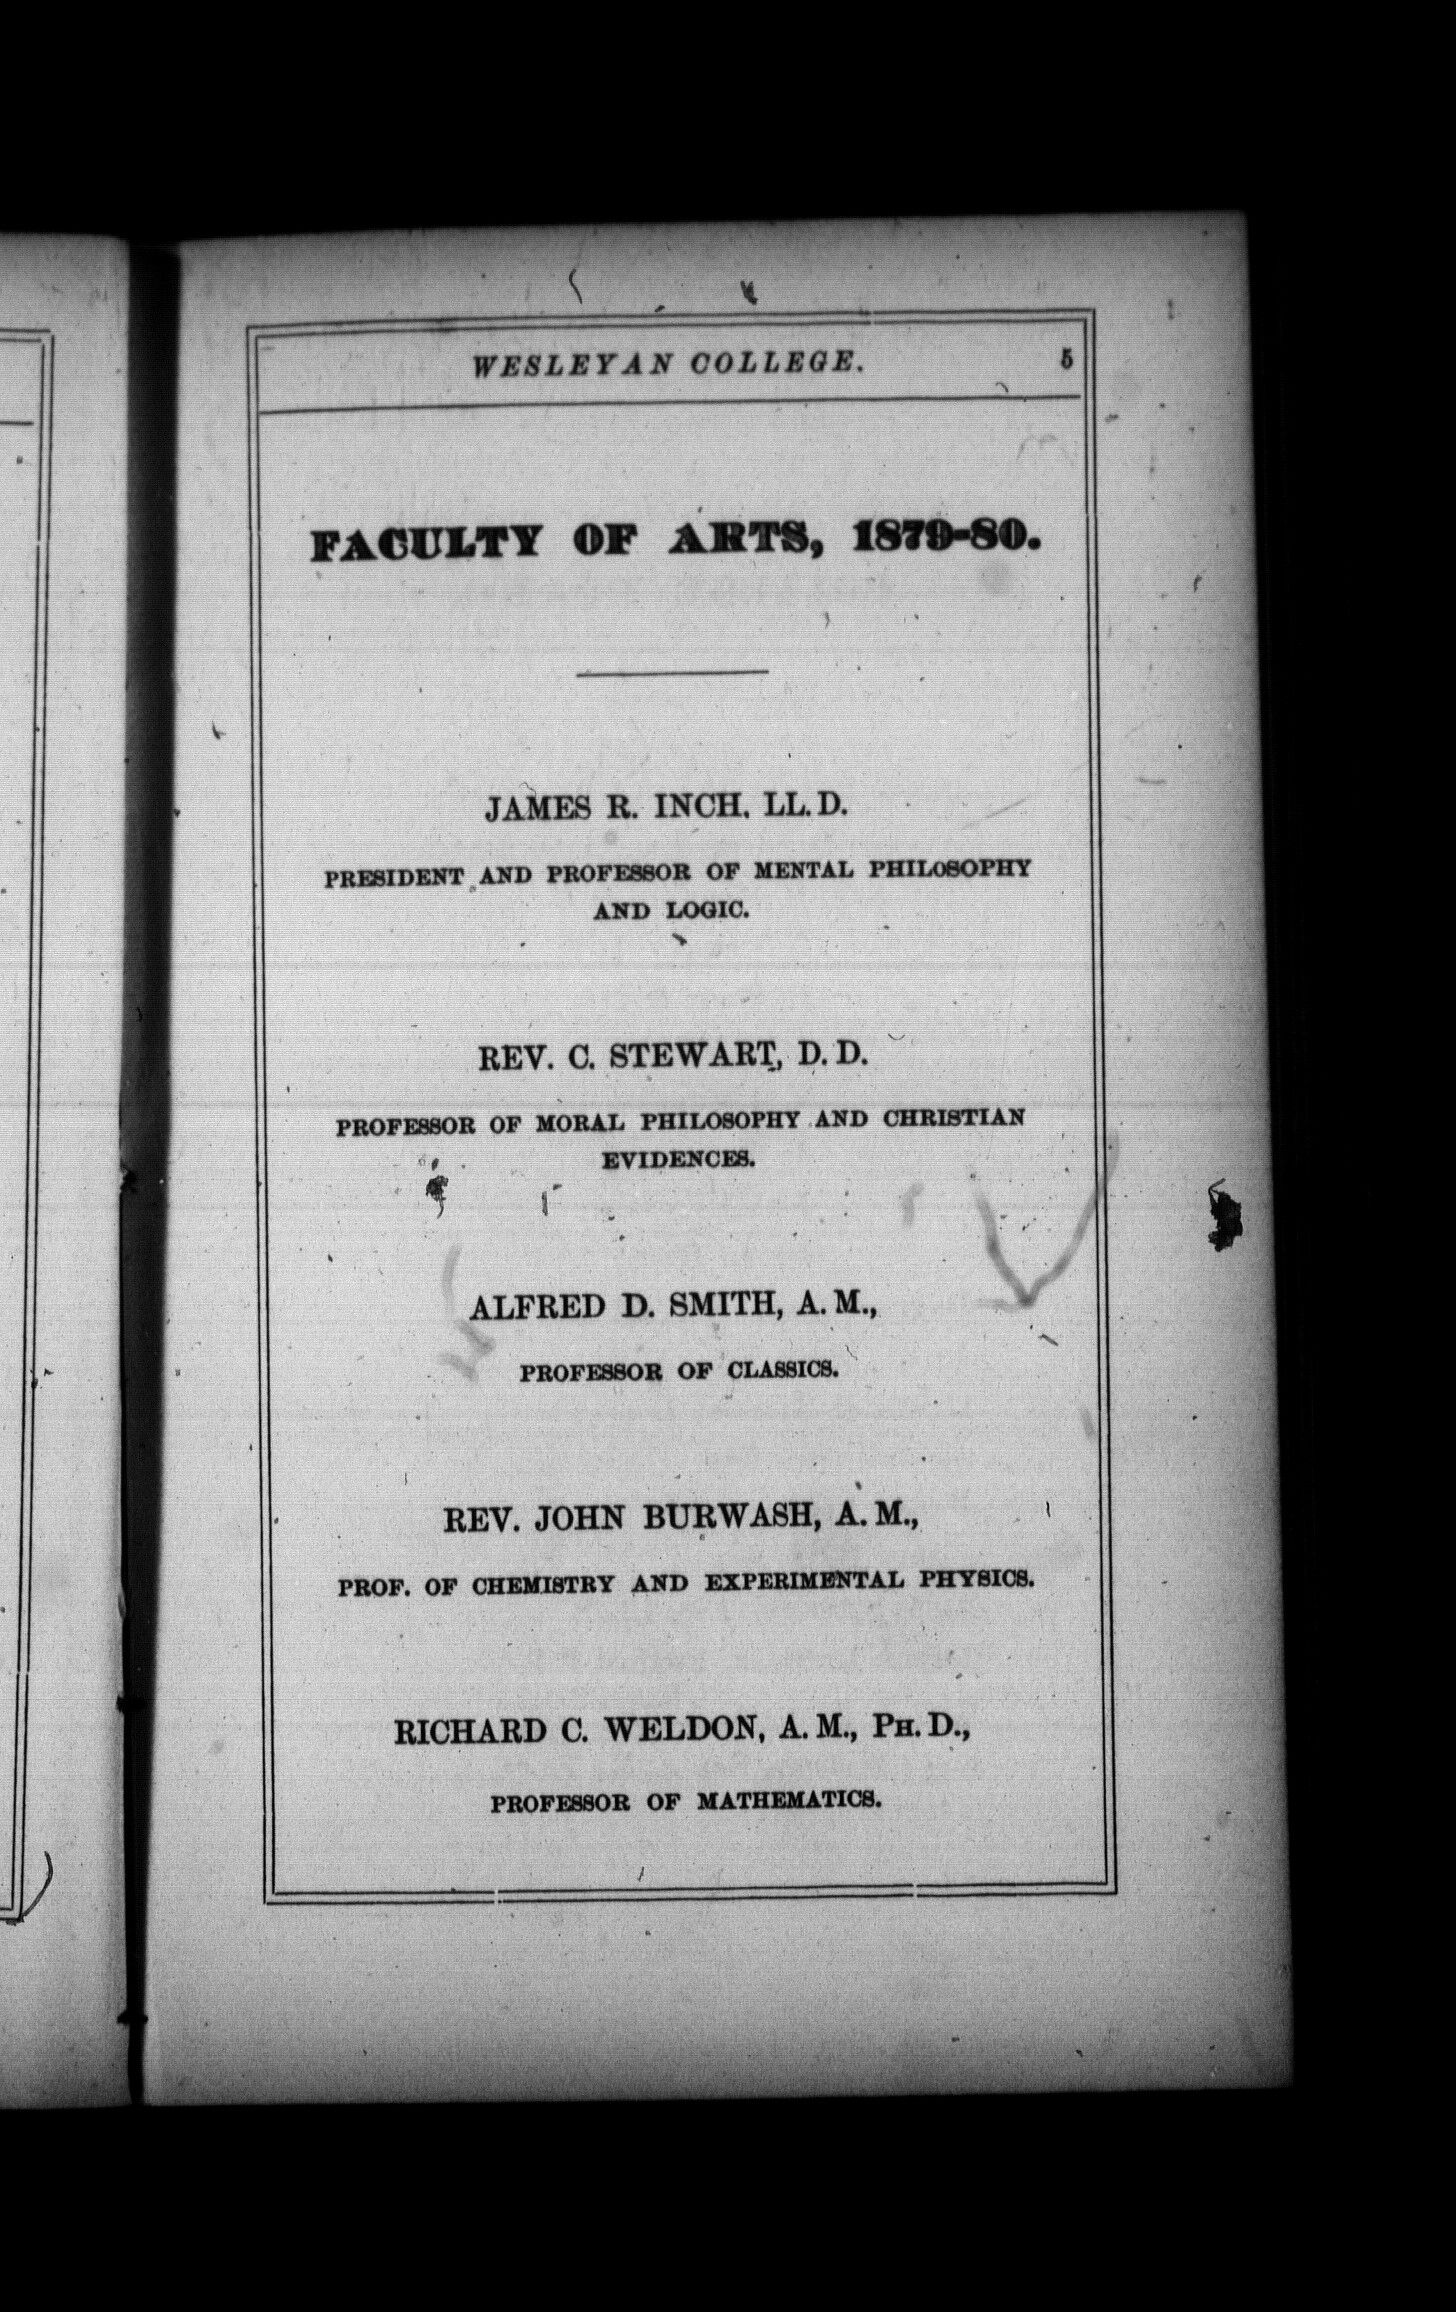 WESLEYAN COLLEGE. 5
FACULTY OF ARTS, 1879-80.
JAMES R. INCH, LL. D.
PRESIDENT AND PROFESSOR OF MENTAL PHILOSOPHY
AND LOGIC.
REV. C. STEWART, D. D.
PROFESSOR OF MORAL PHILOSOPHY AND CHRISTIAN
EVIDENCES.
ALFRED D. SMITH, A. M.,
PROFESSOR OF CLASSICS.
REV. JOHN BURWASH, A. M.,
PROF. OF CHEMISTRY AND EXPERIMENTAL PHYSICS.
RICHARD C. WELDON, A. M., PH. D.,
PROFESSOR OF MATHEMATICS.